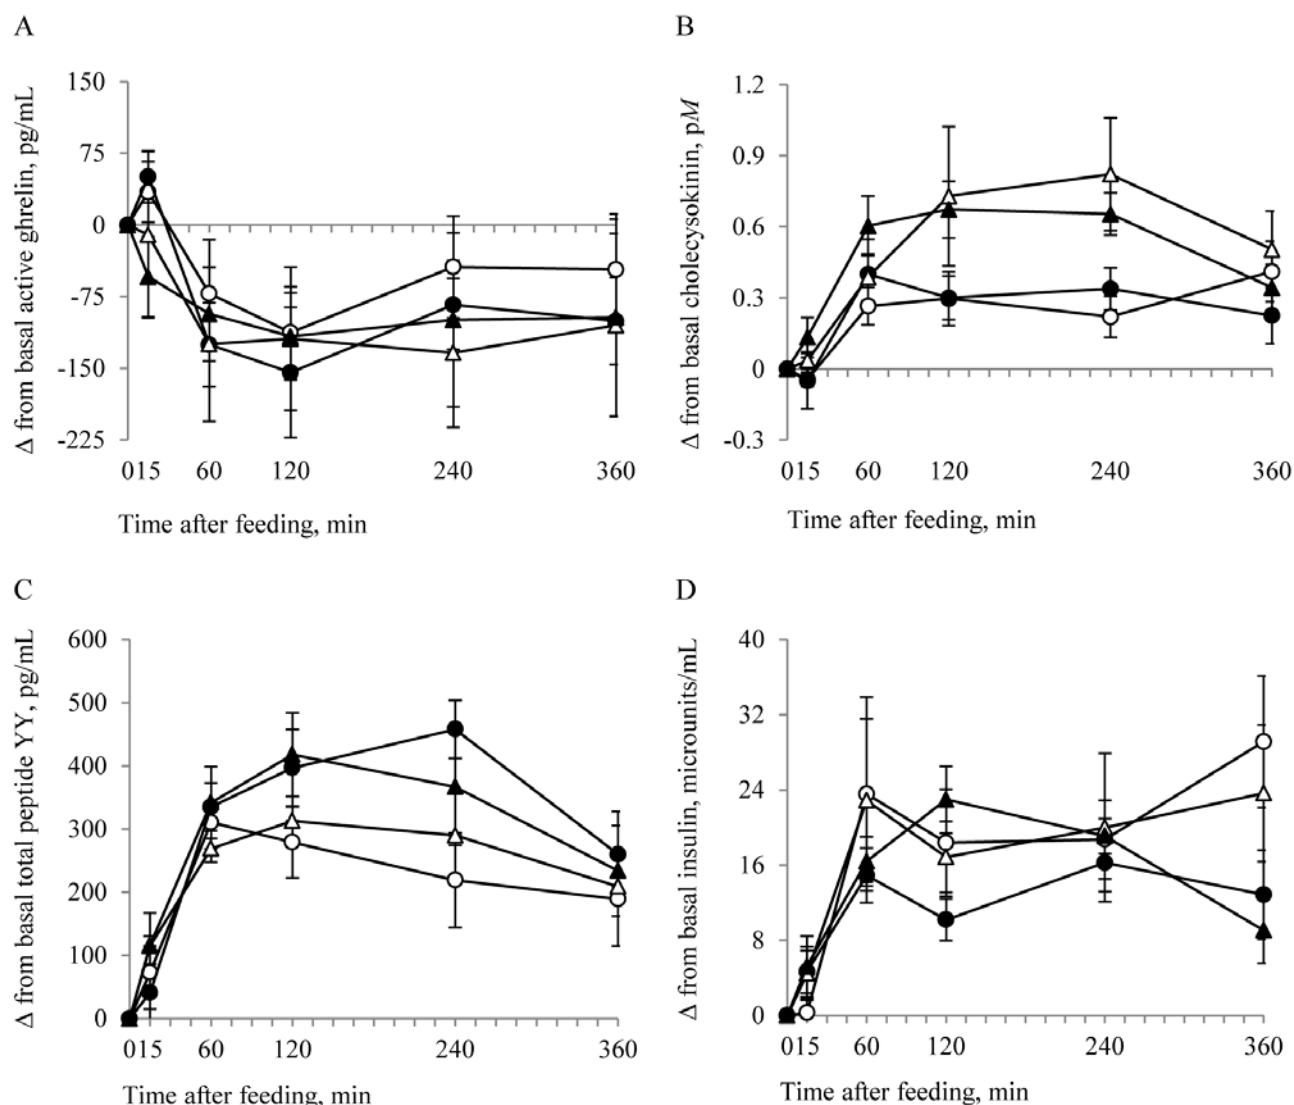 A
Δ from basal active ghrelin, pg/mL
150
75
0
-75
-150
-225
015 60 120 240 360
Time after feeding, min
B
Δ from basal cholecysokinin, pM
1.2
0.9
0.6
0.3
0
-0.3
015 60 120 240 360
Time after feeding, min
C
Δ from basal total peptide YY, pg/mL
600
500
400
300
200
100
0
015 60 120 240 360
Time after feeding, min
D
Δ from basal insulin, microunits/mL
40
32
24
16
8
0
015 60 120 240 360
Time after feeding, min